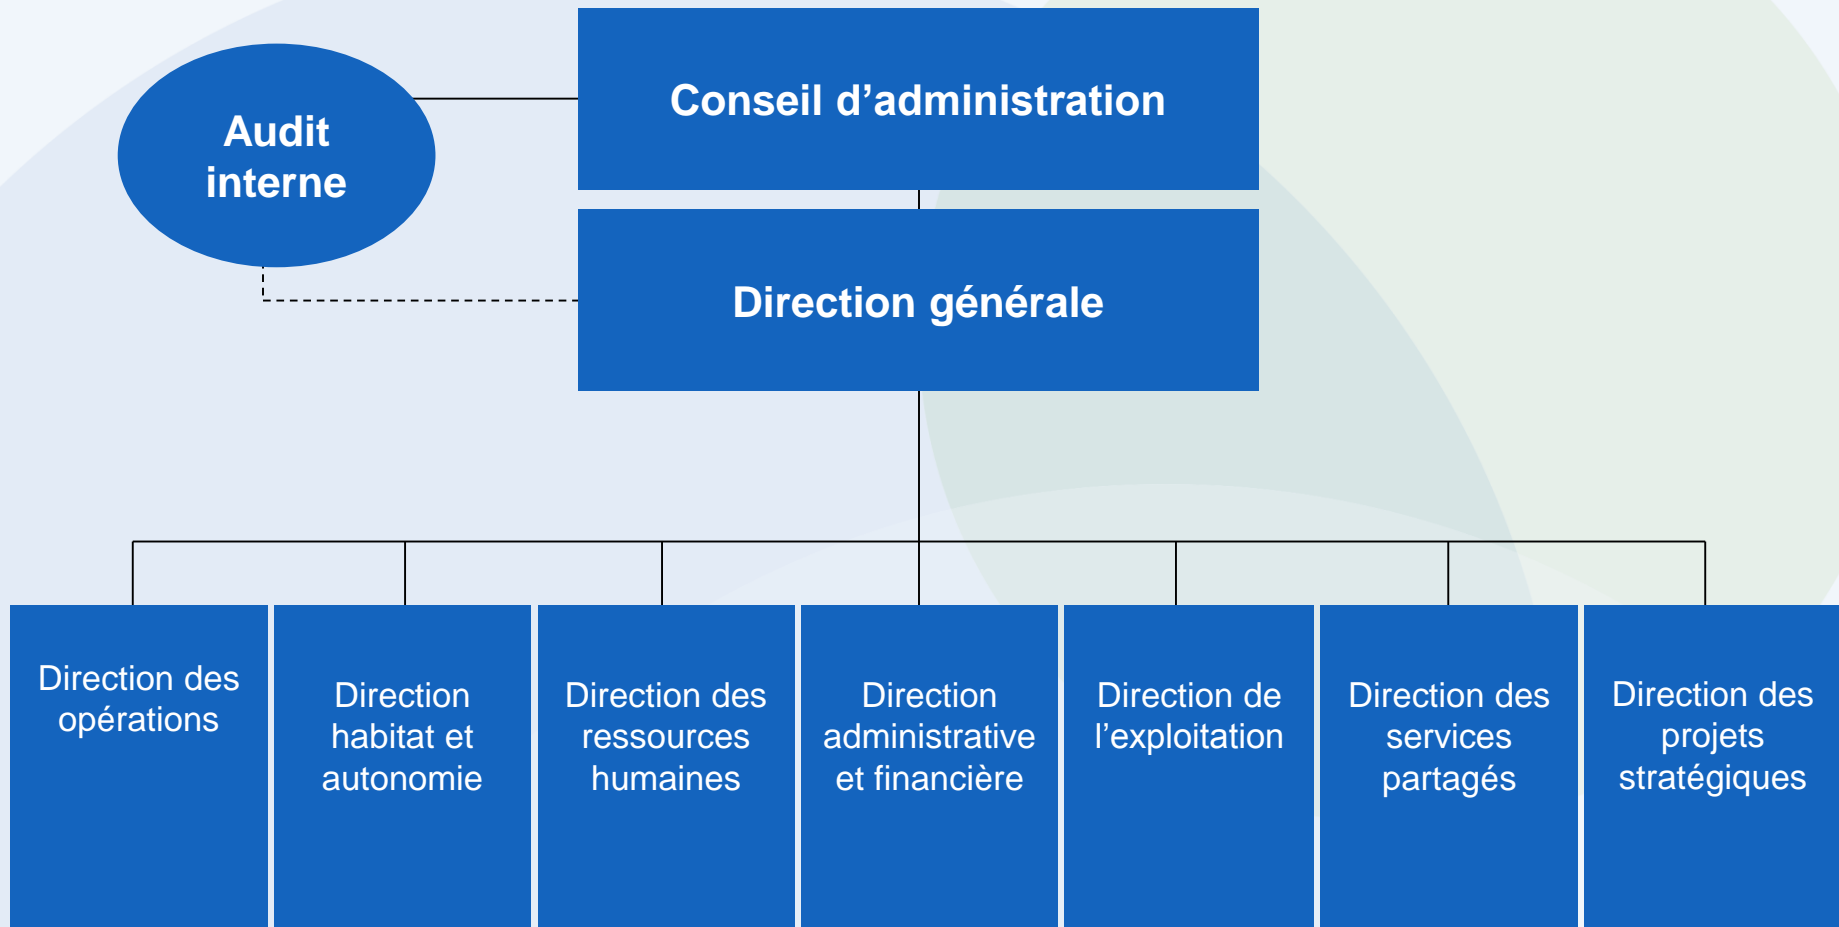 Conseil d’administration
Audit
interne
Direction générale
Direction des
opérations
Direction
habitat et
autonomie
Direction des
ressources
humaines
Direction
administrative
et financière
Direction de
l’exploitation
Direction des
services
partagés
Direction des
projets
stratégiques